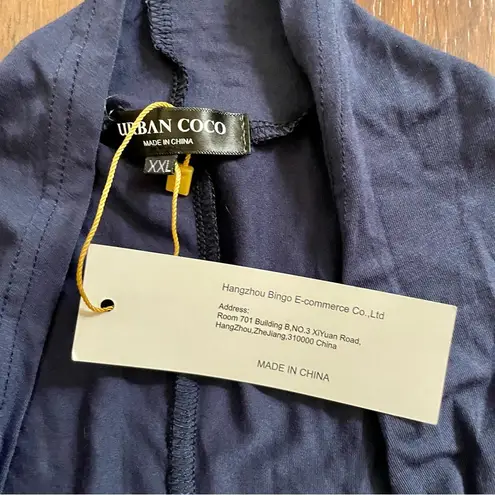 URBAN COCO
MADE IN CHINA
XXL
Hangzhou Bingo E-commerce Co.,Ltd
Address:
Room 701 Building B,NO.3 XiYuan Road,
HangZhou,ZheJiang,310000 China
MADE IN CHINA